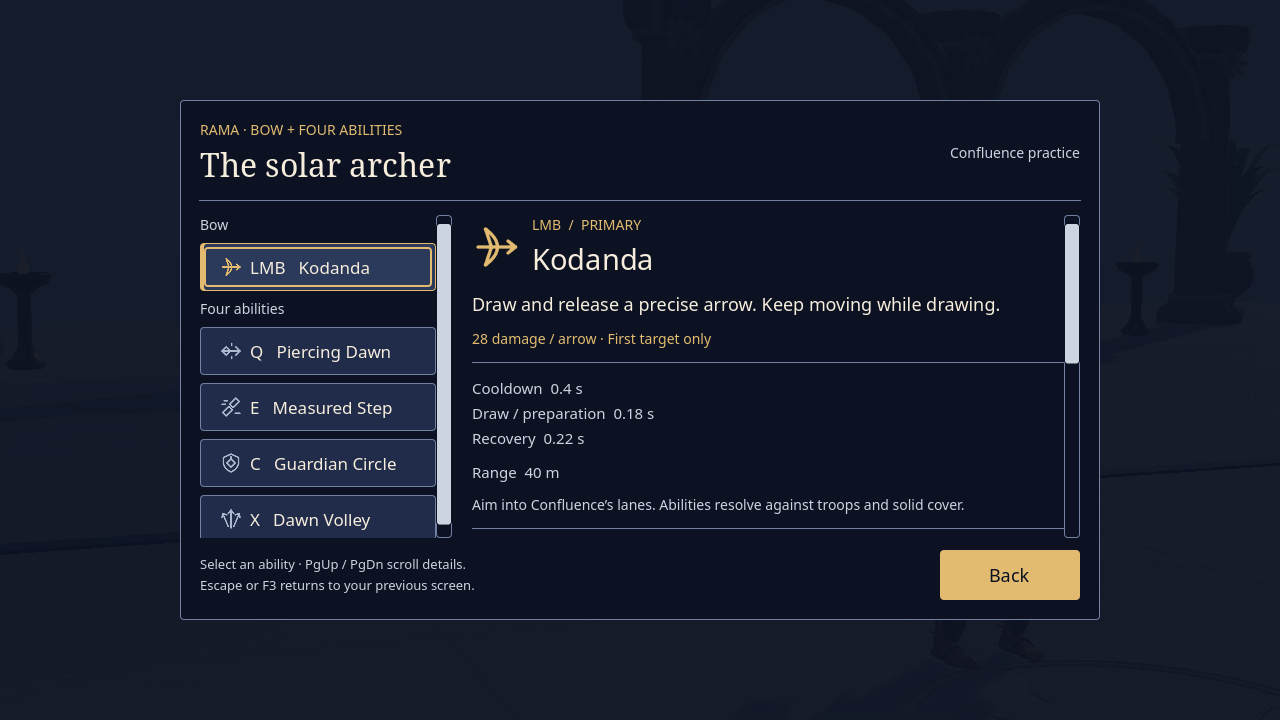 RAMA · BOW + FOUR ABILITIES
The solar archer
Confluence practice
Bow
LMB Kodanda
Four abilities
Q Piercing Dawn
E Measured Step
C Guardian Circle
X Dawn Volley
LMB / PRIMARY
Kodanda
Draw and release a precise arrow. Keep moving while drawing.
28 damage / arrow · First target only
Cooldown 0.4 s
Draw / preparation 0.18 s
Recovery 0.22 s
Range 40 m
Aim into Confluence’s lanes. Abilities resolve against troops and solid cover.
Select an ability · PgUp / PgDn scroll details.
Escape or F3 returns to your previous screen.
Back